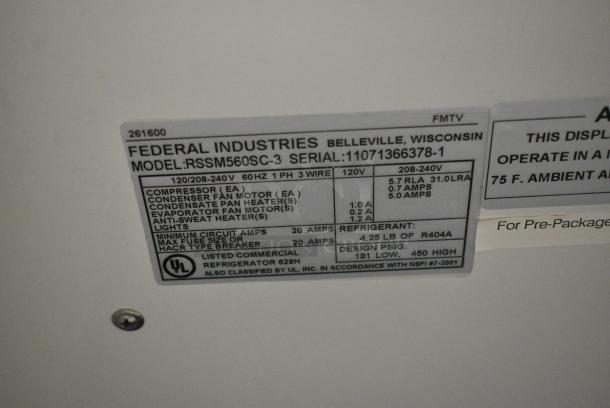 261600
FMTV
FEDERAL INDUSTRIES BELLEVILLE, WISCONSIN
MODEL:RSSM560SC-3 SERIAL:11071366378-1
120/208-240V 60HZ 1 PH 3 WIRE 120V 208-240V
COMPRESSOR (EA) 5.7 RLA 31.0LRA
CONDENSER FAN MOTOR (EA) 0.7 AMPS
CONDENSATE PAN HEATER(S) 5.0 AMPS
EVAPORATOR FAN MOTOR(S) 1.0 A
ANTI-SWEAT HEATER(S) 0.2 A
LIGHTS 1.2 A
MINIMUM CIRCUIT AMPS 20 AMPS
MAX FUSE SIZE OR
HACR TYPE BREAKER 20 AMPS
REFRIGERANT:
4.25 LB OF R404A
DESIGN PSIG:
181 LOW, 450 HIGH
UL
LISTED COMMERCIAL
REFRIGERATOR 628H
ALSO CLASSIFIED BY UL, INC. IN ACCORDANCE WITH NSFI #7-2001
A
THIS DISPL
OPERATE IN A M
75 F. AMBIENT A
For Pre-Package